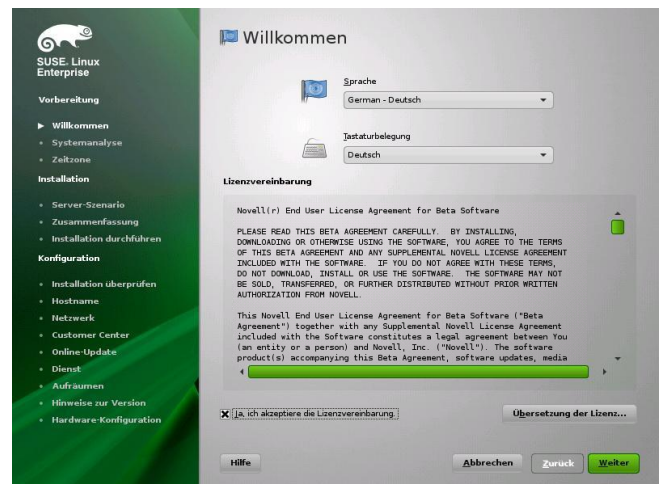 SUSE. Linux
Enterprise
Vorbereitung
Willkommen
Systemanalyse
Zeitzone
Installation
Server-Szenario
Zusammenfassung
Installation durchführen
Konfiguration
Installation überprüfen
Hostname
Netzwerk
Customer Center
Online-Update
Dienst
Aufräumen
Hinweise zur Version
Hardware-Konfiguration
Willkommen
Sprache
German - Deutsch
Tastaturbelegung
Deutsch
Lizenzvereinbarung
Novell(r) End User License Agreement for Beta Software
PLEASE READ THIS BETA AGREEMENT CAREFULLY. BY INSTALLING,
DOWNLOADING OR OTHERWISE USING THE SOFTWARE, YOU AGREE TO THE TERMS
OF THIS BETA AGREEMENT AND ANY SUPPLEMENTAL NOVELL LICENSE AGREEMENT
INCLUDED WITH THE SOFTWARE. IF YOU DO NOT AGREE WITH THESE TERMS,
DO NOT DOWNLOAD, INSTALL OR USE THE SOFTWARE. THE SOFTWARE MAY NOT
BE SOLD, TRANSFERRED, OR FURTHER DISTRIBUTED WITHOUT PRIOR WRITTEN
AUTHORIZATION FROM NOVELL.
This Novell End User License Agreement for Beta Software ("Beta
Agreement") together with any Supplemental Novell License Agreement
included with the Software constitutes a legal agreement between You
(an entity or a person) and Novell, Inc. ("Novell"). The software
product(s) accompanying this Beta Agreement, software updates, media
Ja, ich akzeptiere die Lizenzvereinbarung.
Übersetzung der Lizenz...
Hilfe
Abbrechen
Zurück
Weiter